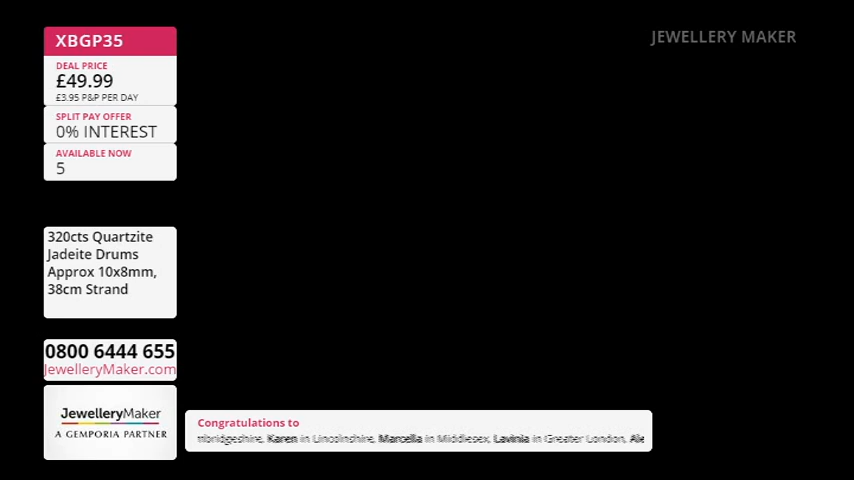 XBGP35
DEAL PRICE
£49.99
£3.95 P&P PER DAY
SPLIT PAY OFFER
0% INTEREST
AVAILABLE NOW
5
320cts Quartzite
Jadeite Drums
Approx 10x8mm,
38cm Strand
0800 6444 655
JewelleryMaker.com
JewelleryMaker
A GEMPORIA PARTNER
JEWELLERY MAKER
Congratulations to
mbridgeshire, Karen in Lincolnshire, Marcella in Middlesex, Lavinia in Greater London, Ale